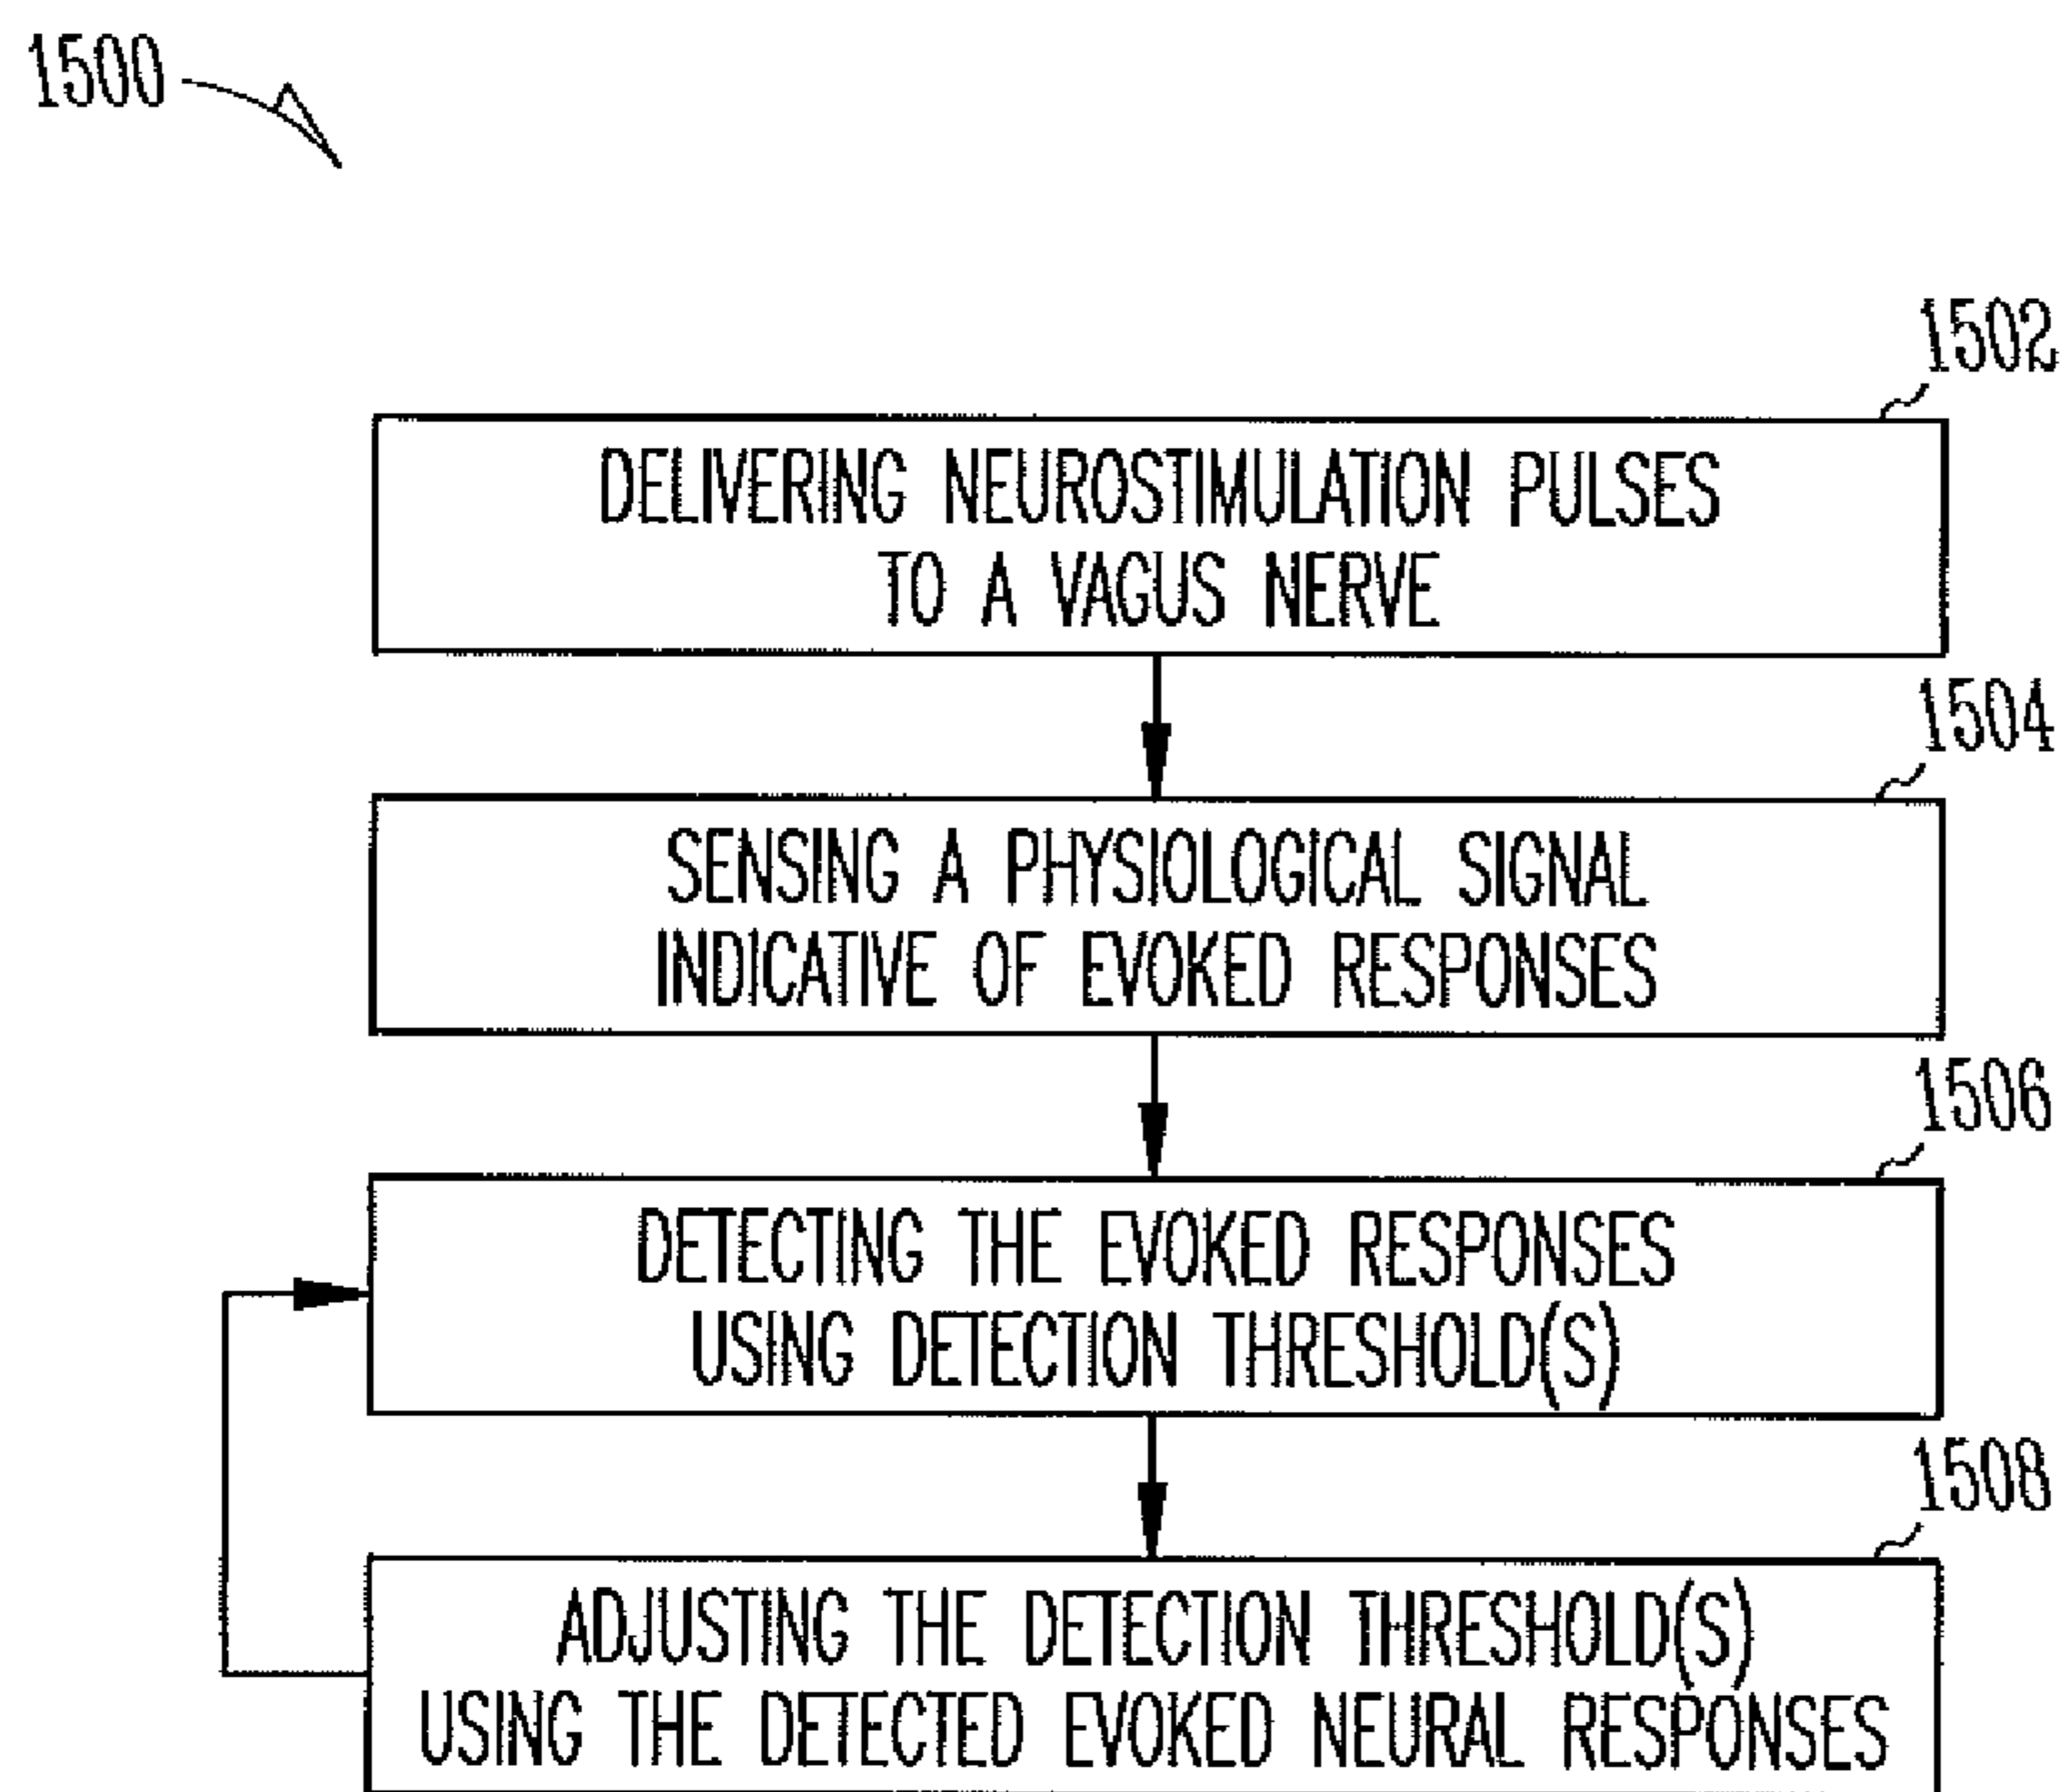 1500
1502
DELIVERING NEUROSTIMULATION PULSES
TO A VAGUS NERVE
1504
SENSING A PHYSIOLOGICAL SIGNAL
INDICATIVE OF EVOKED RESPONSES
1506
DETECTING THE EVOKED RESPONSES
USING DETECTION THRESHOLD(S)
1508
ADJUSTING THE DETECTION THRESHOLD(S)
USING THE DETECTED EVOKED NEURAL RESPONSES